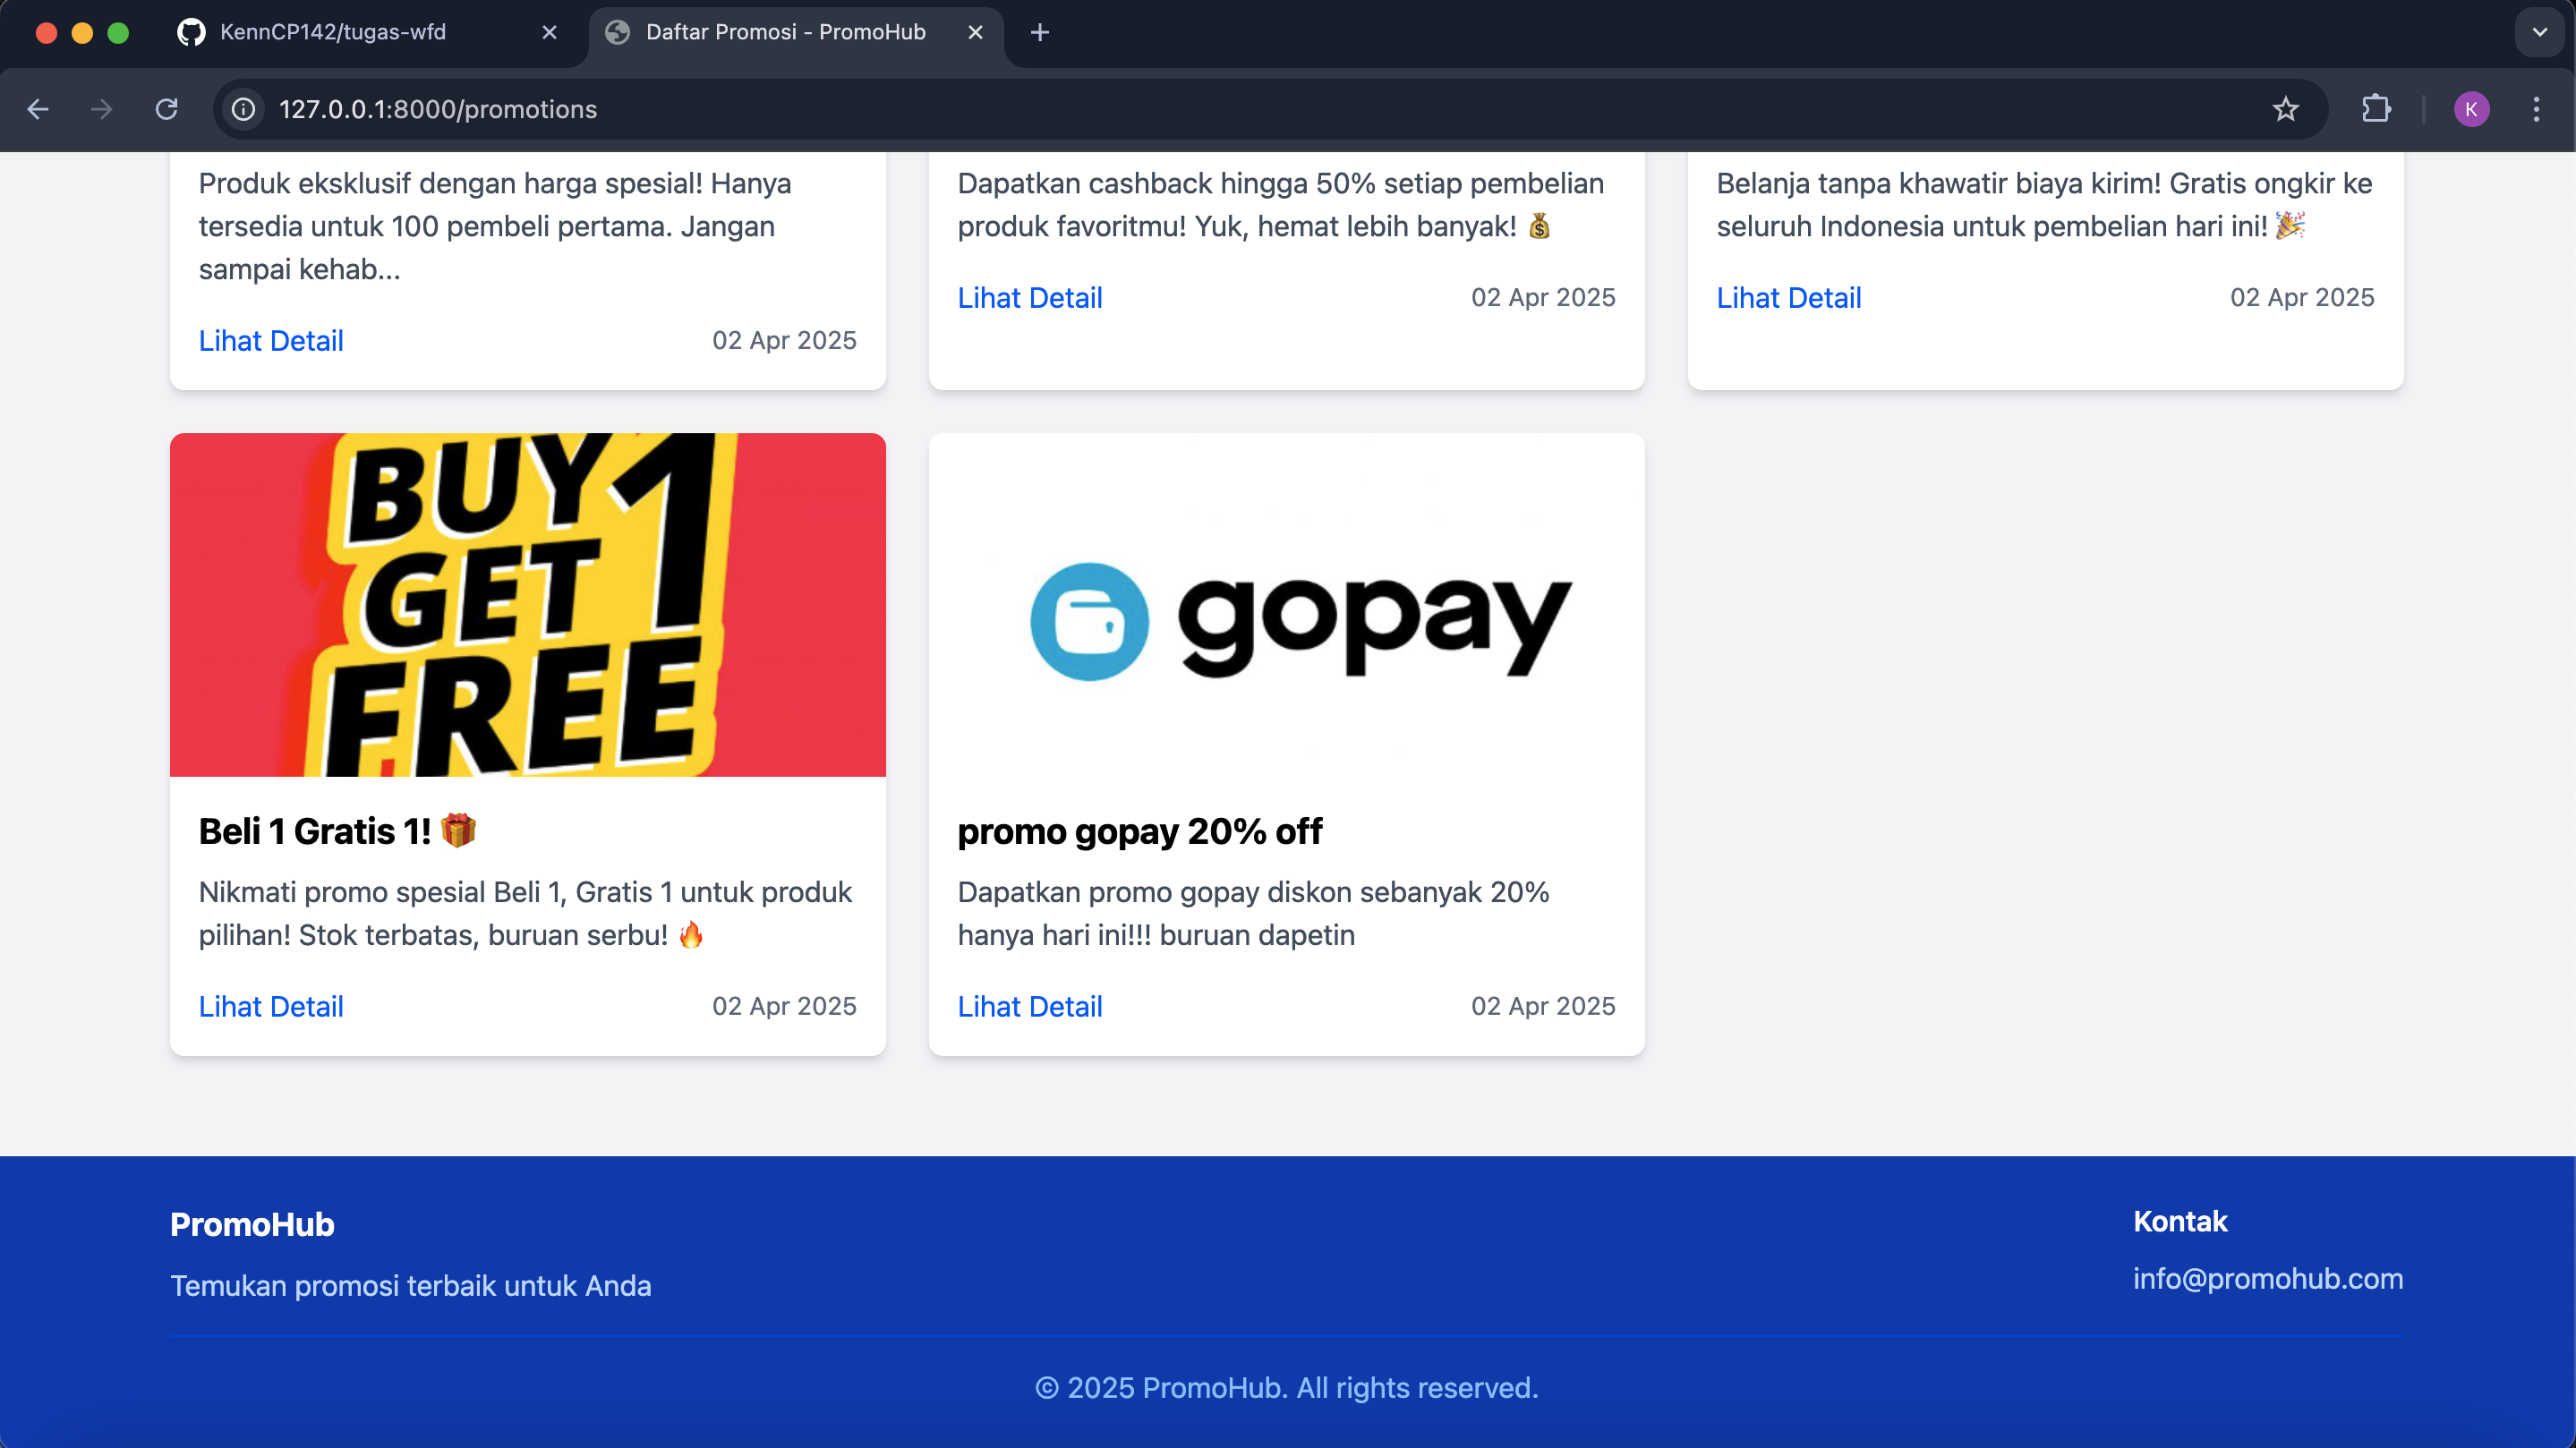 KennCP142/tugas-wfd
Daftar Promosi - PromoHub
127.0.0.1:8000/promotions
K
Produk eksklusif dengan harga spesial! Hanya
tersedia untuk 100 pembeli pertama. Jangan
sampai kehab...
Lihat Detail
02 Apr 2025
Dapatkan cashback hingga 50% setiap pembelian
produk favoritmu! Yuk, hemat lebih banyak! 💰
Lihat Detail
02 Apr 2025
Belanja tanpa khawatir biaya kirim! Gratis ongkir ke
seluruh Indonesia untuk pembelian hari ini! 🎉
Lihat Detail
02 Apr 2025
BUY 1
GET
FREE
Beli 1 Gratis 1! 🎁
Nikmati promo spesial Beli 1, Gratis 1 untuk produk
pilihan! Stok terbatas, buruan serbu! 🔥
Lihat Detail
02 Apr 2025
gopay
promo gopay 20% off
Dapatkan promo gopay diskon sebanyak 20%
hanya hari ini!!! buruan dapetin
Lihat Detail
02 Apr 2025
PromoHub
Temukan promosi terbaik untuk Anda
Kontak
info@promohub.com
© 2025 PromoHub. All rights reserved.